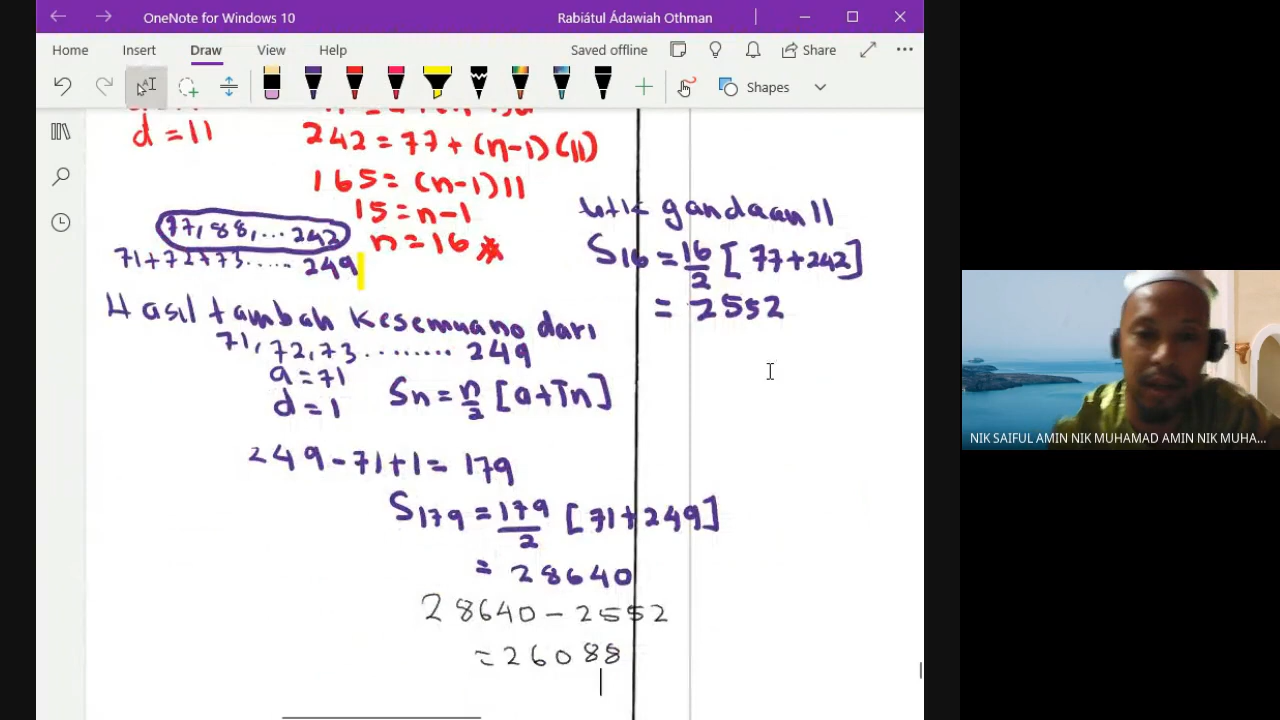 OneNote for Windows 10
Rabiátul Ádawiah Othman
Home Insert Draw View Help Saved offline Share
Shapes
d = 11
242 = 77 + (n-1)(11)
165 = (n-1)11
15 = n-1
n = 16
77, 88, ... 242
71+72+73...... 249
Hasil tambah kesemuano dari
71, 72, 73 ......... 249
a = 71
d = 1
Sn = n/2 [a+Tn]
249 - 71 + 1 = 179
S179 = 179/2 [71+249]
= 28640
28640 - 2552
= 26088
gandaan 11
S16 = 16/2 [77+242]
= 2552
NIK SAIFUL AMIN NIK MUHAMAD AMIN NIK MUHA...